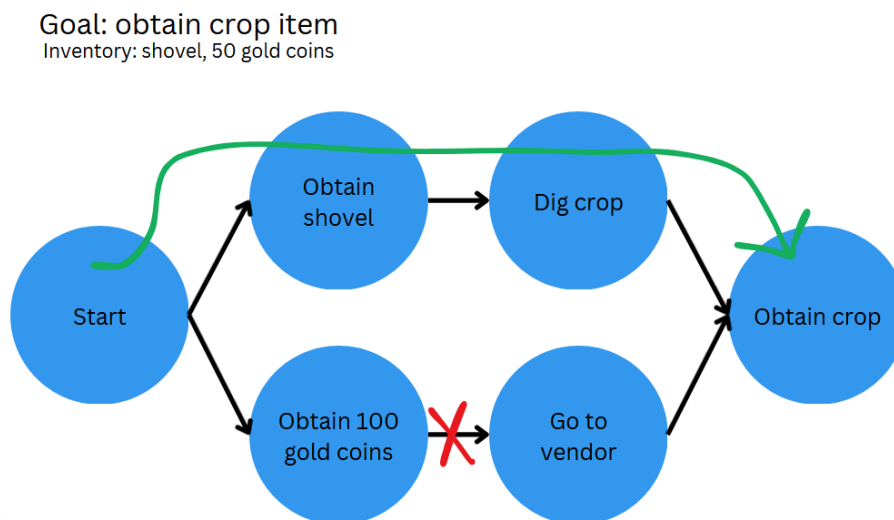 Goal: obtain crop item
Inventory: shovel, 50 gold coins
Obtain
shovel
Dig crop
Start
Obtain crop
Obtain 100
gold coins
Go to
vendor